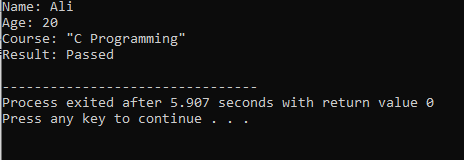 Name: Ali
Age: 20
Course: "C Programming"
Result: Passed
--------------------------------
Process exited after 5.907 seconds with return value 0
Press any key to continue . . .